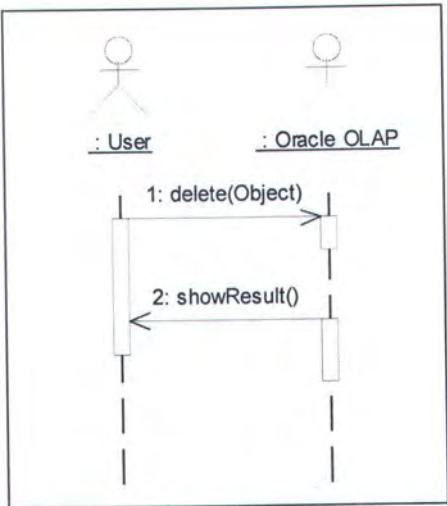 : User
: Oracle OLAP
1: delete(Object)
2: showResult()